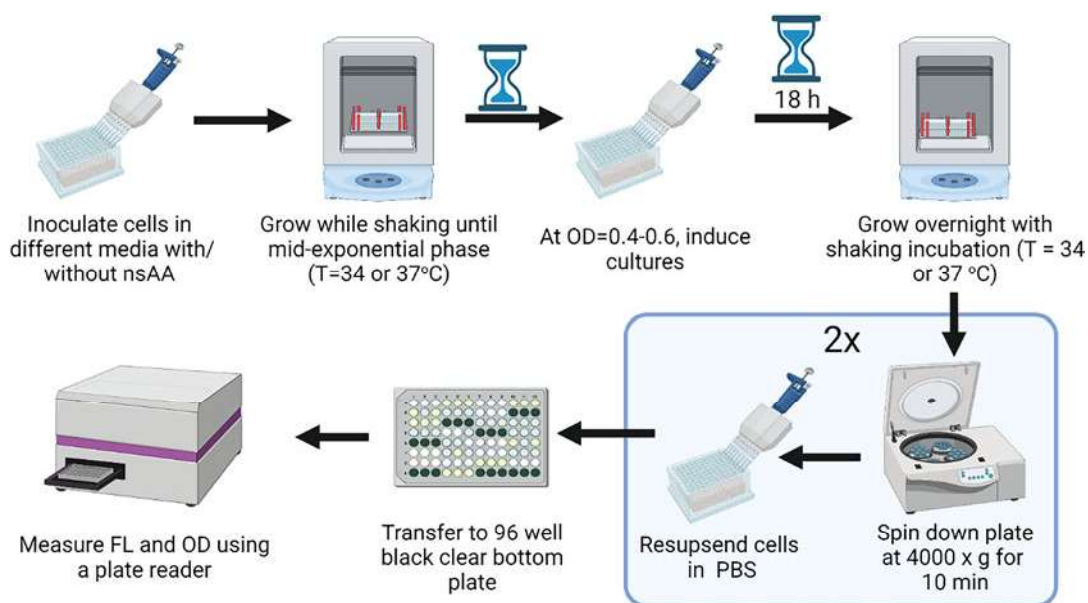 18 h
Inoculate cells in
different media with/
without nsAA
Grow while shaking until
mid-exponential phase
(T=34 or 37ºC)
At OD=0.4-0.6, induce
cultures
Grow overnight with
shaking incubation (T = 34
or 37 ºC)
2x
Measure FL and OD using
a plate reader
Transfer to 96 well
black clear bottom
plate
Resupsend cells
in PBS
Spin down plate
at 4000 x g for
10 min